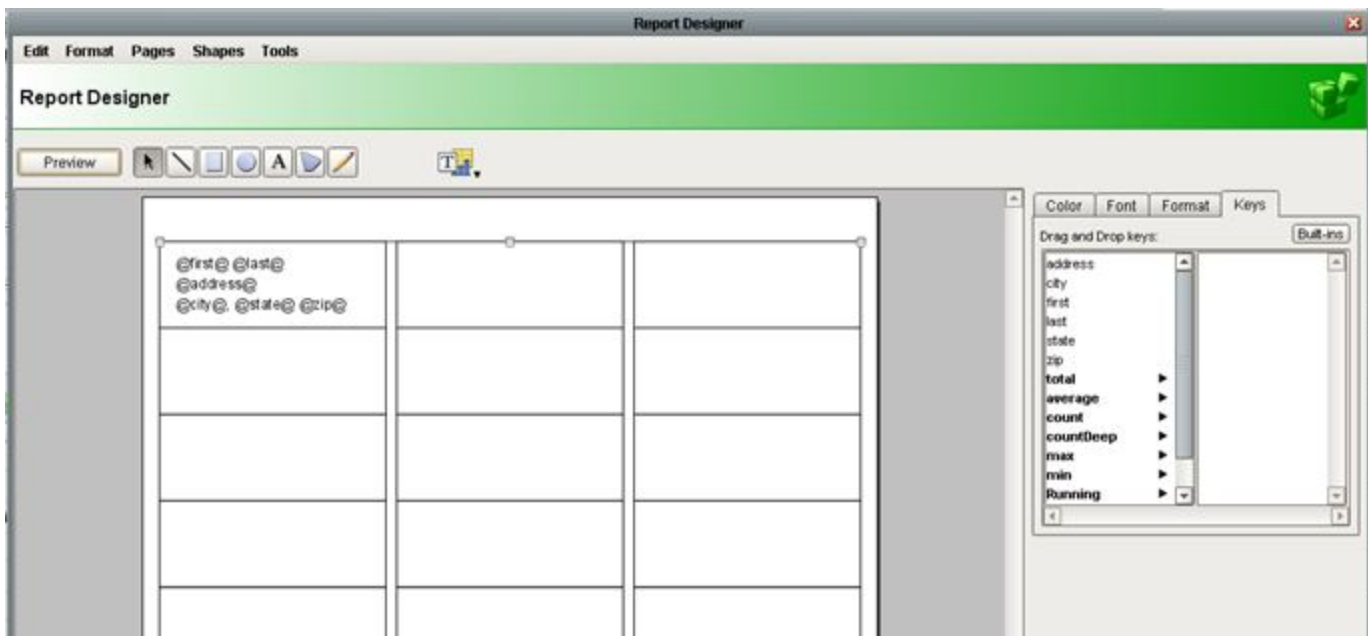 Report Designer
Edit Format Pages Shapes Tools
Report Designer
Preview
A
T
Color Font Format Keys
Drag and Drop keys:
Built-ins
@first@ @last@
@address@
@city@, @state@ @zip@
address
city
first
last
state
zip
total
average
count
countDeep
max
min
Running